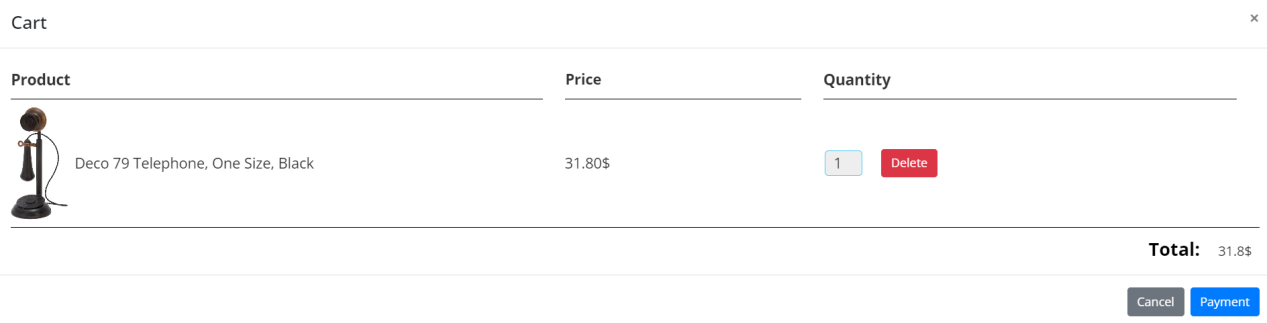 Cart ×
Product Price Quantity
Deco 79 Telephone, One Size, Black 31.80$ 1 Delete
Total: 31.8$
Cancel Payment